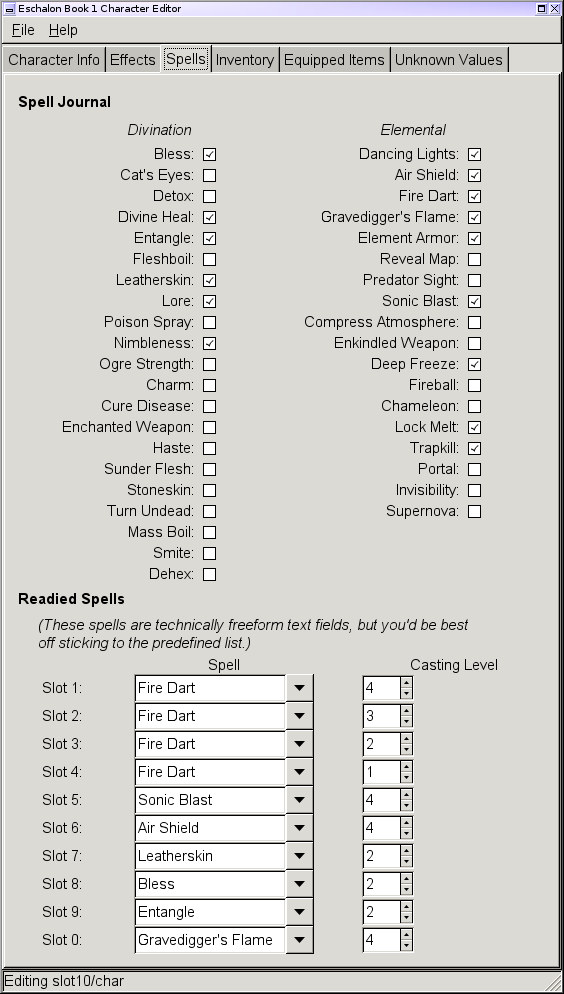 Eschalon Book 1 Character Editor
File Help
Character Info Effects Spells Inventory Equipped Items Unknown Values
Spell Journal
Divination Elemental
Bless: Dancing Lights:
Cat's Eyes: Air Shield:
Detox: Fire Dart:
Divine Heal: Gravedigger's Flame:
Entangle: Element Armor:
Fleshboil: Reveal Map:
Leatherskin: Predator Sight:
Lore: Sonic Blast:
Poison Spray: Compress Atmosphere:
Nimbleness: Enkindled Weapon:
Ogre Strength: Deep Freeze:
Charm: Fireball:
Cure Disease: Chameleon:
Enchanted Weapon: Lock Melt:
Haste: Trapkill:
Sunder Flesh: Portal:
Stoneskin: Invisibility:
Turn Undead: Supernova:
Mass Boil:
Smite:
Dehex:
Readied Spells
(These spells are technically freeform text fields, but you'd be best
off sticking to the predefined list.)
Spell Casting Level
Slot 1: Fire Dart 4
Slot 2: Fire Dart 3
Slot 3: Fire Dart 2
Slot 4: Fire Dart 1
Slot 5: Sonic Blast 4
Slot 6: Air Shield 4
Slot 7: Leatherskin 2
Slot 8: Bless 2
Slot 9: Entangle 2
Slot 0: Gravedigger's Flame 4
Editing slot10/char